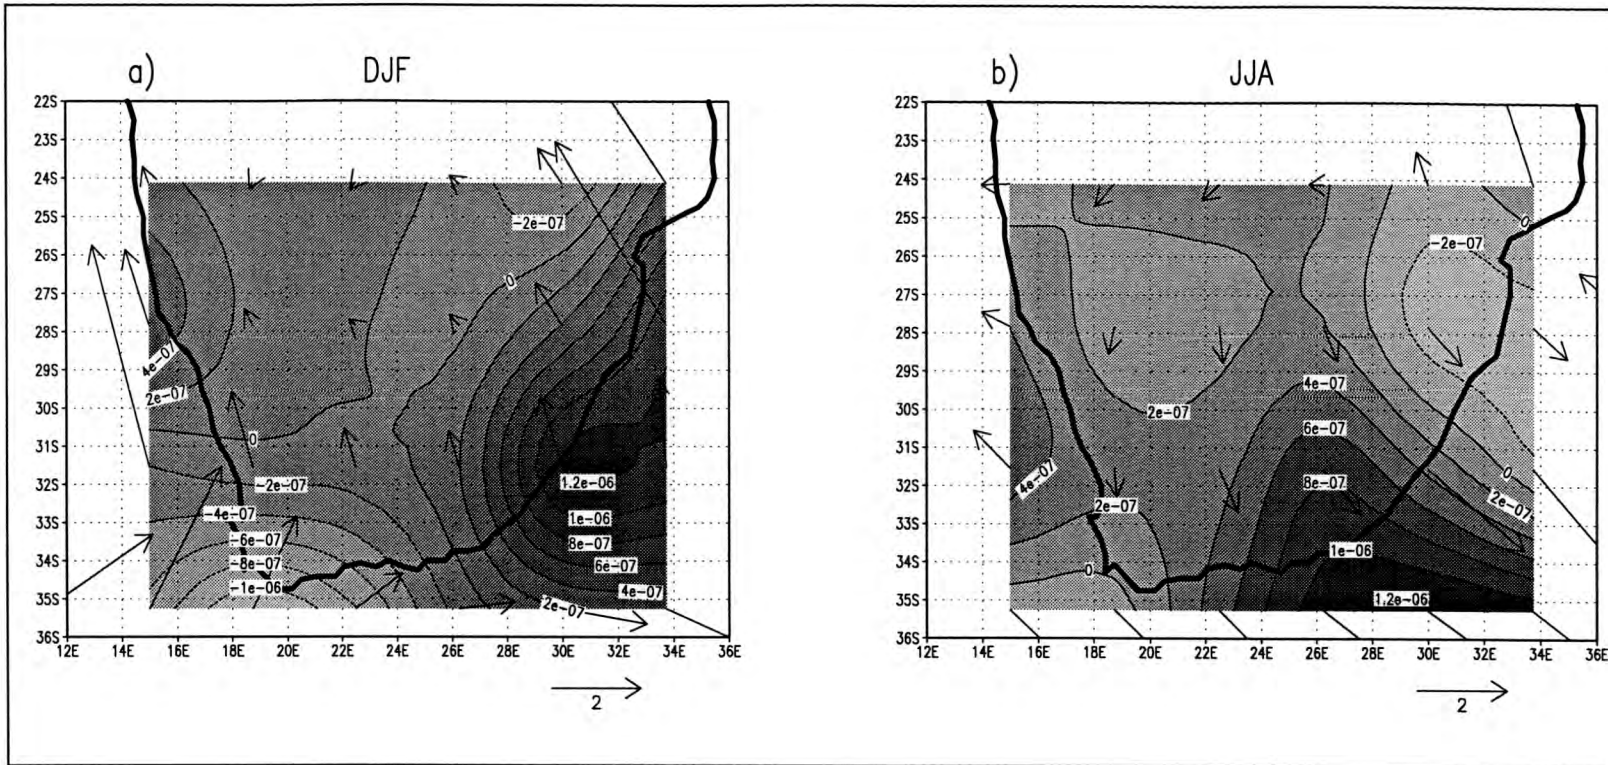 a) DJF
22S
23S
24S
25S
26S
27S
28S
29S
30S
31S
32S
33S
34S
35S
36S
12E 14E 16E 18E 20E 22E 24E 26E 28E 30E 32E 34E 36E
-2e-07
0
4e-07
2e-07
0
-2e-07
-4e-07
-6e-07
-8e-07
-1e-06
1.2e-06
1e-06
8e-07
6e-07
4e-07
2e-07
2
b) JJA
22S
23S
24S
25S
26S
27S
28S
29S
30S
31S
32S
33S
34S
35S
36S
12E 14E 16E 18E 20E 22E 24E 26E 28E 30E 32E 34E 36E
0
-2e-07
4e-07
2e-07
6e-07
8e-07
0
2e-07
4e-07
2e-07
1e-06
0
1.2e-06
2